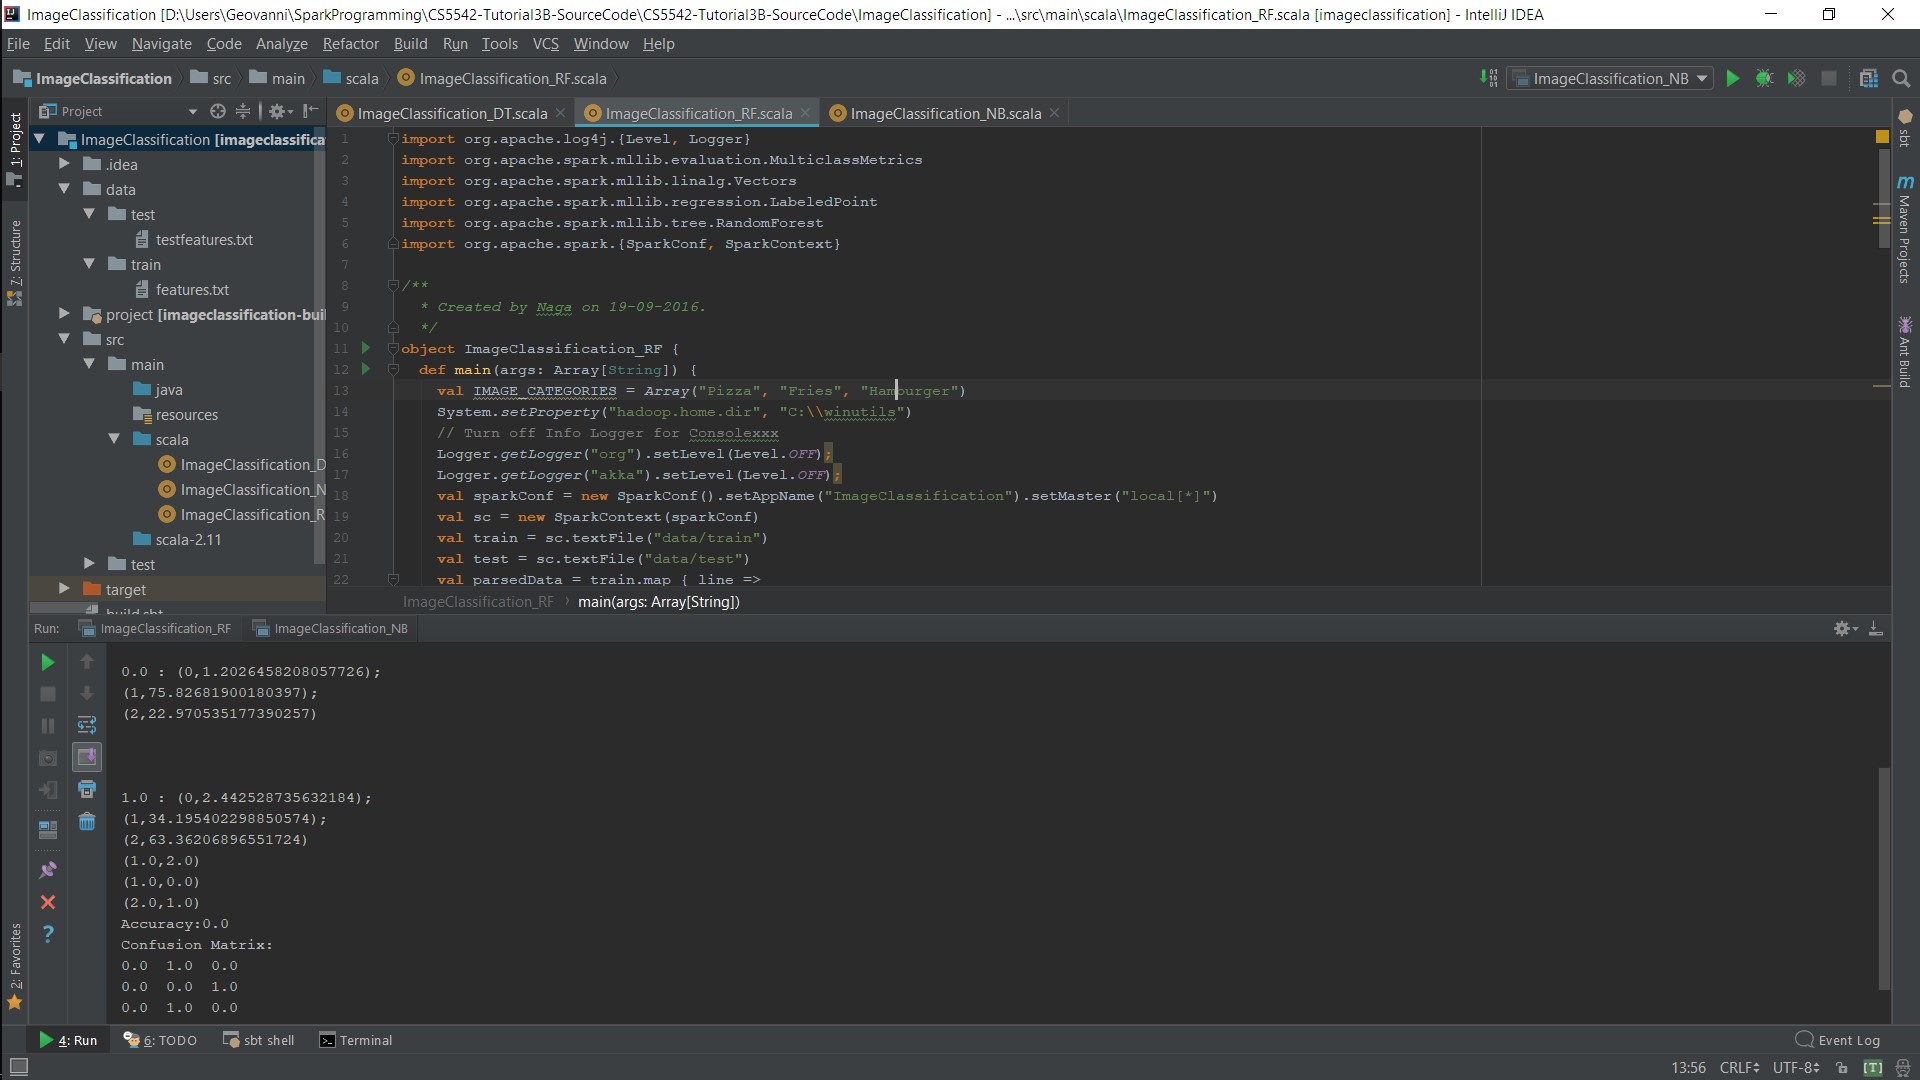 ImageClassification [D:\Users\Geovanni\SparkProgramming\CS5542-Tutorial3B-SourceCode\CS5542-Tutorial3B-SourceCode\ImageClassification] - ...\src\main\scala\ImageClassification_RF.scala [imageclassification] - IntelliJ IDEA
File Edit View Navigate Code Analyze Refactor Build Run Tools VCS Window Help
ImageClassification src main scala ImageClassification_RF.scala
ImageClassification_NB
1: Project
7: Structure
2: Favorites
Project
ImageClassification [imageclassifica
.idea
data
test
testfeatures.txt
train
features.txt
project [imageclassification-bui
src
main
java
resources
scala
ImageClassification_D
ImageClassification_N
ImageClassification_R
scala-2.11
test
target
build.sbt
ImageClassification_DT.scala ImageClassification_RF.scala ImageClassification_NB.scala
1 import org.apache.log4j.{Level, Logger}
2 import org.apache.spark.mllib.evaluation.MulticlassMetrics
3 import org.apache.spark.mllib.linalg.Vectors
4 import org.apache.spark.mllib.regression.LabeledPoint
5 import org.apache.spark.mllib.tree.RandomForest
6 import org.apache.spark.{SparkConf, SparkContext}
7
8 /**
9 * Created by Naga on 19-09-2016.
10 */
11 object ImageClassification_RF {
12 def main(args: Array[String]) {
13 val IMAGE_CATEGORIES = Array("Pizza", "Fries", "Hamburger")
14 System.setProperty("hadoop.home.dir", "C:\\winutils")
15 // Turn off Info Logger for Consolexxx
16 Logger.getLogger("org").setLevel(Level.OFF);
17 Logger.getLogger("akka").setLevel(Level.OFF);
18 val sparkConf = new SparkConf().setAppName("ImageClassification").setMaster("local[*]")
19 val sc = new SparkContext(sparkConf)
20 val train = sc.textFile("data/train")
21 val test = sc.textFile("data/test")
22 val parsedData = train.map { line =>
ImageClassification_RF main(args: Array[String])
sbt
Maven Projects
Ant Build
Run: ImageClassification_RF ImageClassification_NB
0.0 : (0,1.2026458208057726);
(1,75.82681900180397);
(2,22.970535177390257)
1.0 : (0,2.442528735632184);
(1,34.195402298850574);
(2,63.36206896551724)
(1.0,2.0)
(1.0,0.0)
(2.0,1.0)
Accuracy:0.0
Confusion Matrix:
0.0 1.0 0.0
0.0 0.0 1.0
0.0 1.0 0.0
4: Run 6: TODO sbt shell Terminal Event Log
13:56 CRLF UTF-8 [T]